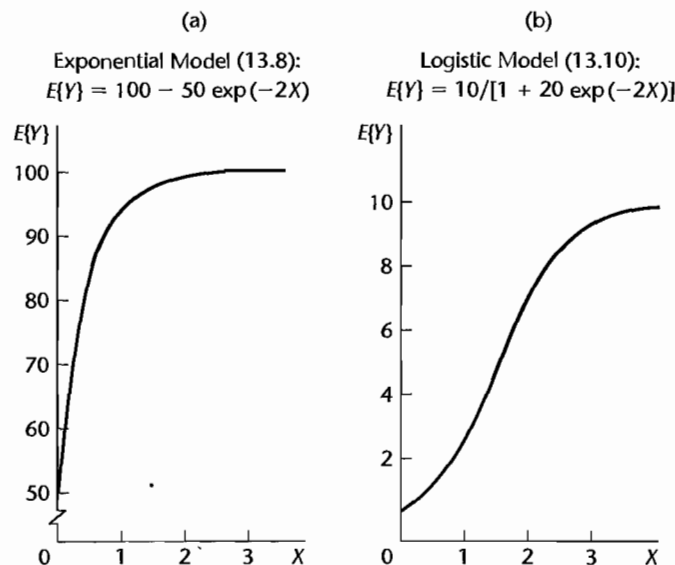 (a)
Exponential Model (13.8):
E{Y} = 100 − 50 exp(−2X)
E{Y}
100
90
80
70
60
50
0 1 2 3 X
(b)
Logistic Model (13.10):
E{Y} = 10/[1 + 20 exp(−2X)]
E{Y}
10
8
6
4
2
0 1 2 3 X